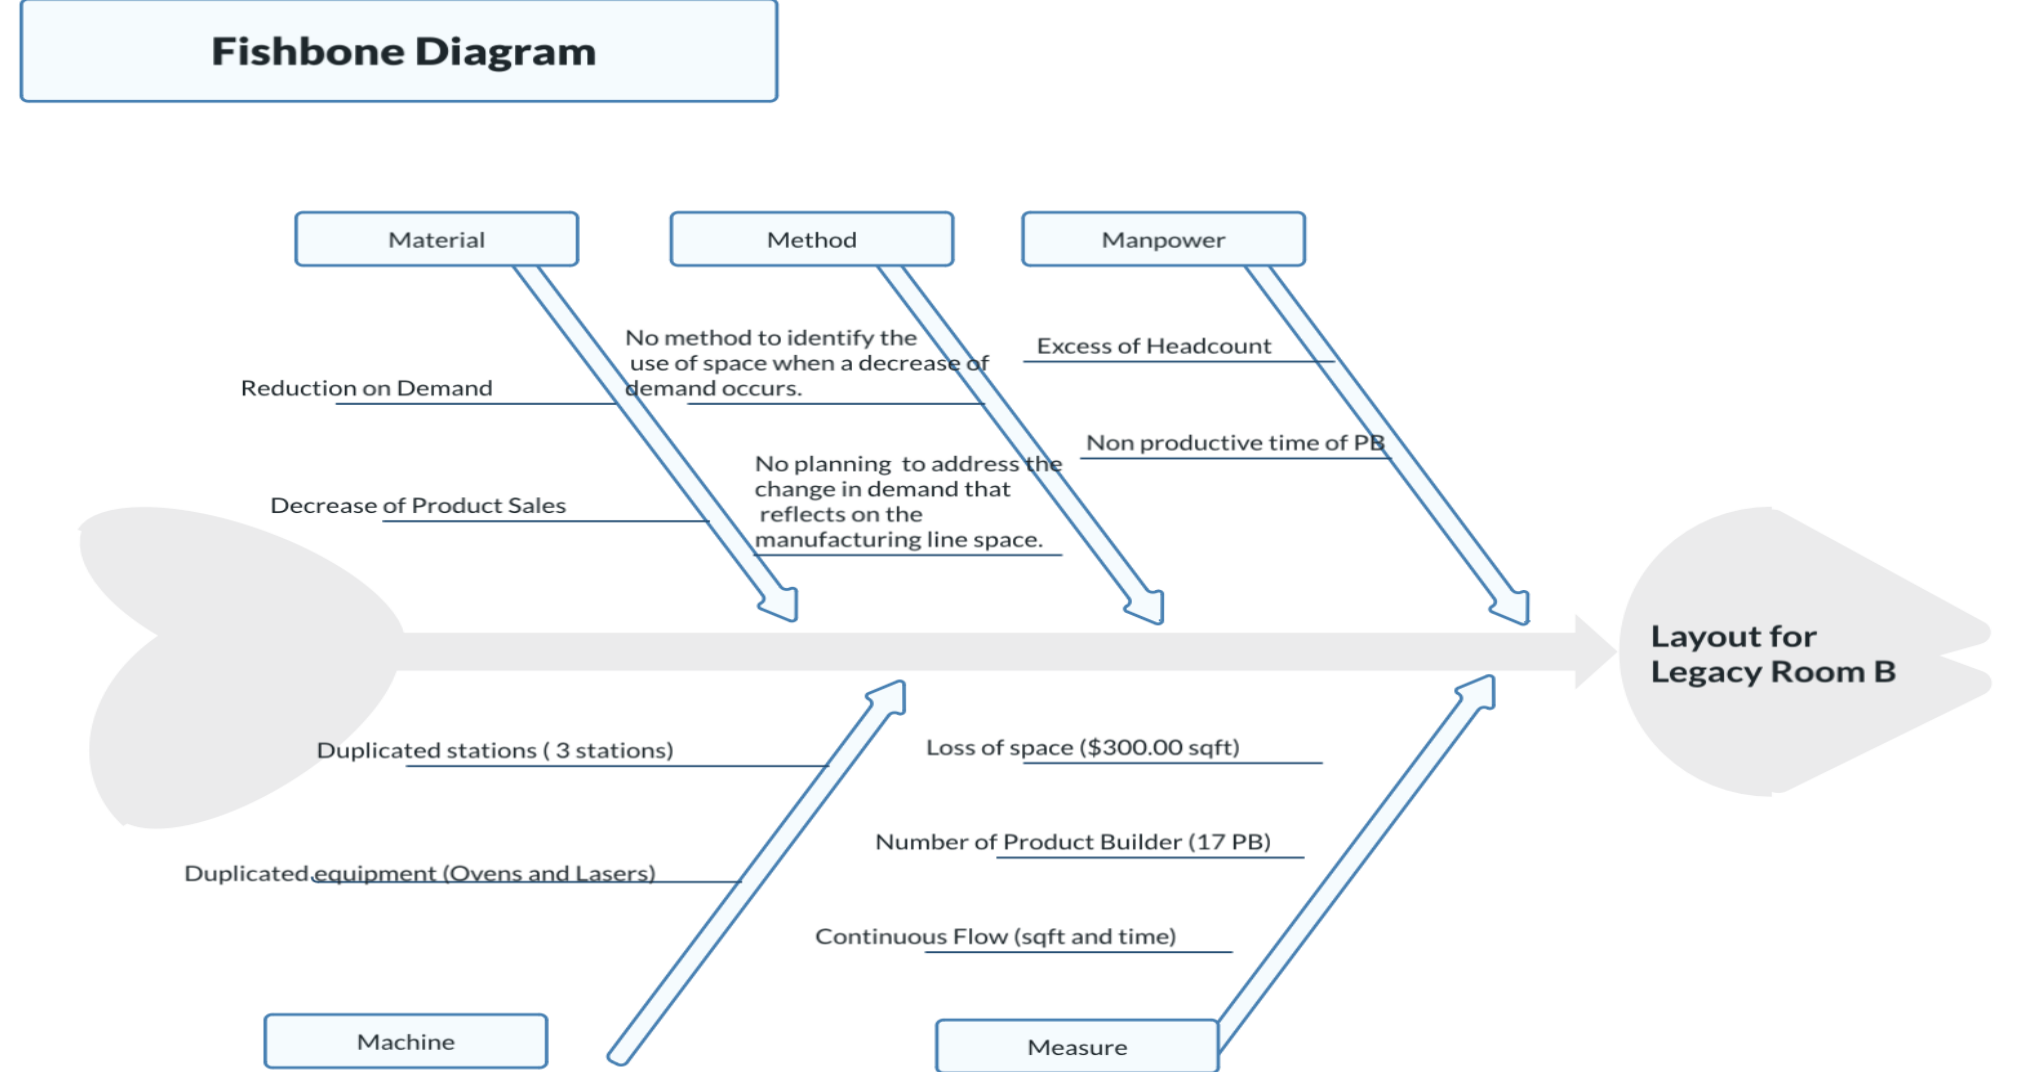 Fishbone Diagram
Material
Method
Manpower
No method to identify the
use of space when a decrease of
demand occurs.
Excess of Headcount
Reduction on Demand
Non productive time of PB
No planning  to address the
change in demand that
reflects on the
manufacturing line space.
Decrease of Product Sales
Layout for
Legacy Room B
Duplicated stations ( 3 stations)
Loss of space ($300.00 sqft)
Number of Product Builder (17 PB)
Duplicated equipment (Ovens and Lasers)
Continuous Flow (sqft and time)
Machine
Measure